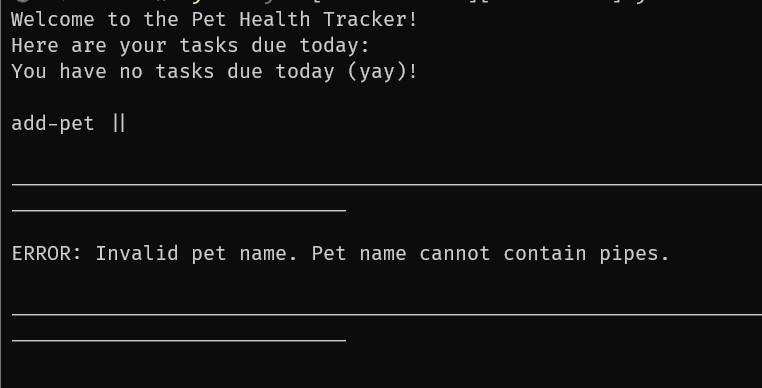 Welcome to the Pet Health Tracker!
Here are your tasks due today:
You have no tasks due today (yay)!
add-pet ||
ERROR: Invalid pet name. Pet name cannot contain pipes.